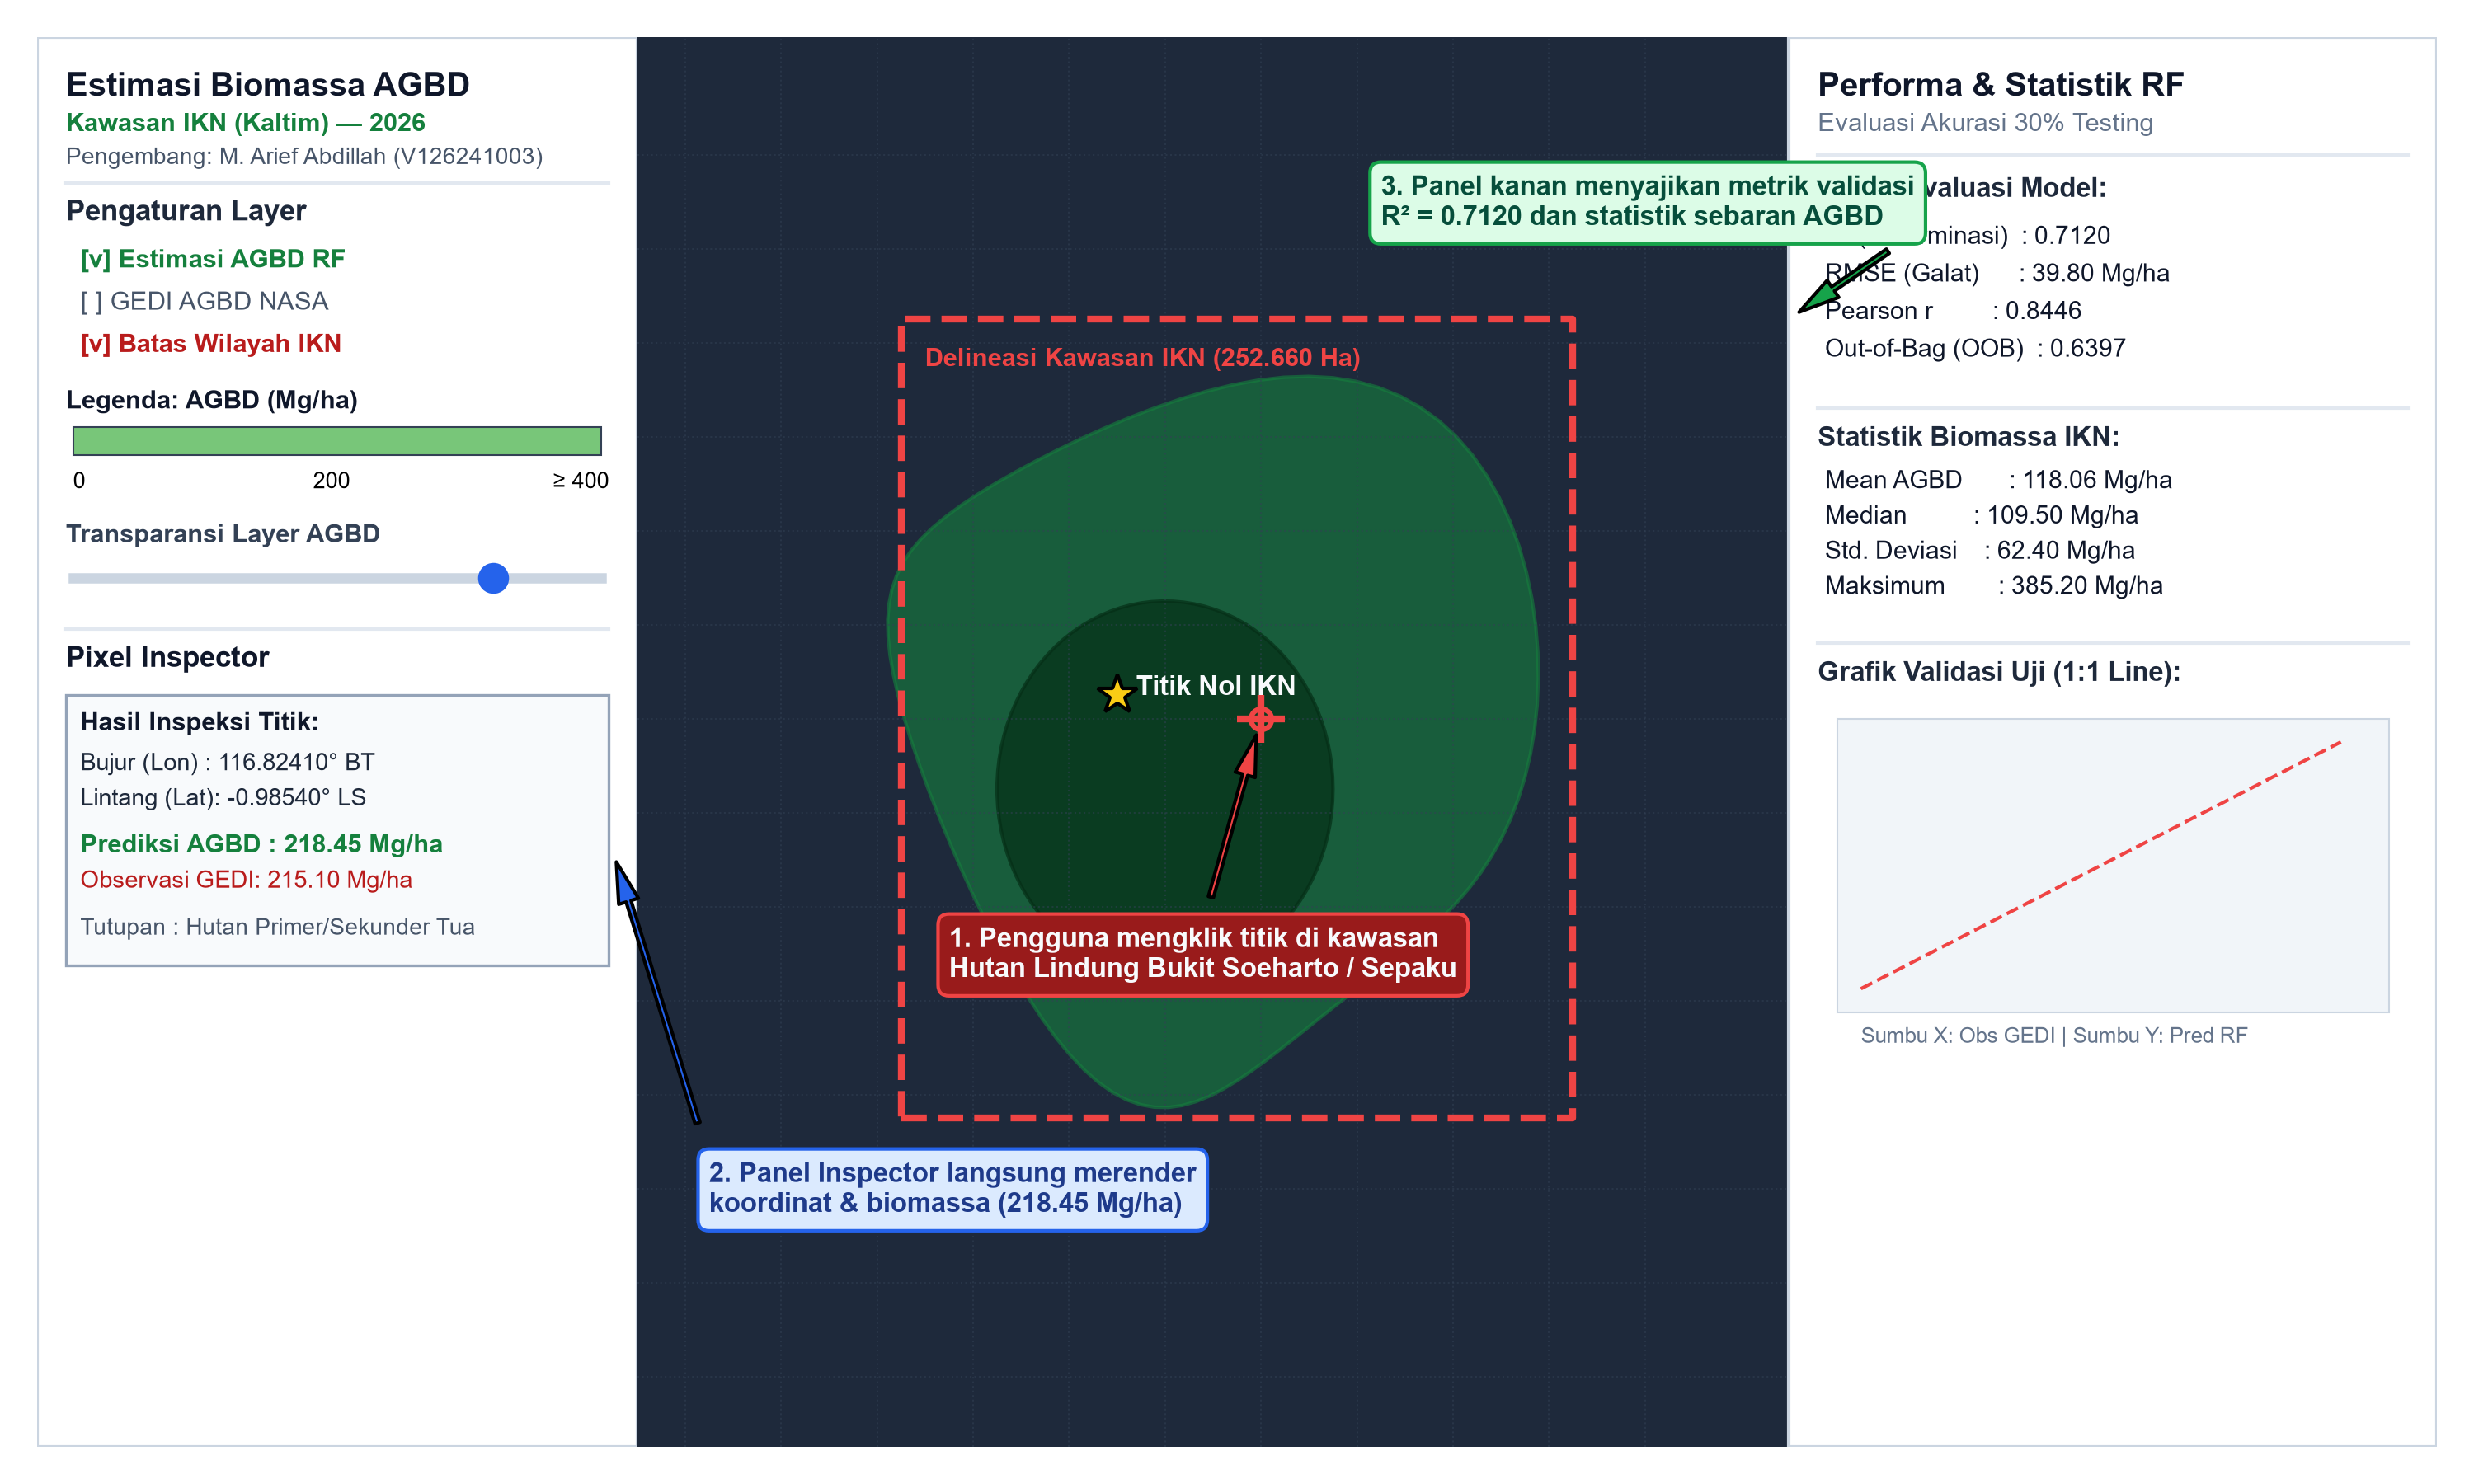 Estimasi Biomassa AGBD
Kawasan IKN (Kaltim) — 2026
Pengembang: M. Arief Abdillah (V126241003)
Pengaturan Layer
[v] Estimasi AGBD RF
[ ] GEDI AGBD NASA
[v] Batas Wilayah IKN
Legenda: AGBD (Mg/ha)
0 200 ≥ 400
Transparansi Layer AGBD
Pixel Inspector
Hasil Inspeksi Titik:
Bujur (Lon) : 116.82410° BT
Lintang (Lat): -0.98540° LS
Prediksi AGBD : 218.45 Mg/ha
Observasi GEDI: 215.10 Mg/ha
Tutupan : Hutan Primer/Sekunder Tua
Delineasi Kawasan IKN (252.660 Ha)
Titik Nol IKN
1. Pengguna mengklik titik di kawasan
Hutan Lindung Bukit Soeharto / Sepaku
2. Panel Inspector langsung merender
koordinat & biomassa (218.45 Mg/ha)
3. Panel kanan menyajikan metrik validasi
R² = 0.7120 dan statistik sebaran AGBD
Performa & Statistik RF
Evaluasi Akurasi 30% Testing
valuasi Model:
minasi) : 0.7120
RMSE (Galat) : 39.80 Mg/ha
Pearson r : 0.8446
Out-of-Bag (OOB) : 0.6397
Statistik Biomassa IKN:
Mean AGBD : 118.06 Mg/ha
Median : 109.50 Mg/ha
Std. Deviasi : 62.40 Mg/ha
Maksimum : 385.20 Mg/ha
Grafik Validasi Uji (1:1 Line):
Sumbu X: Obs GEDI | Sumbu Y: Pred RF